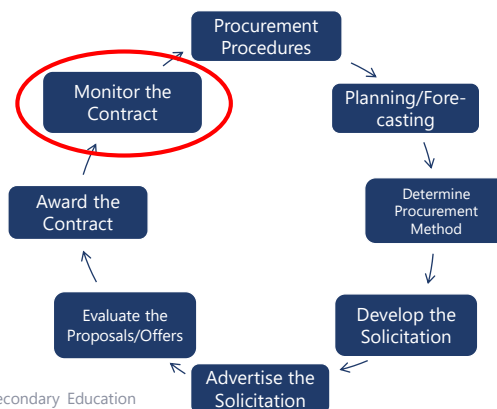 Procurement
Procedures
Monitor the
Contract
Planning/Fore-
casting
Award the
Contract
Determine
Procurement
Method
Evaluate the
Proposals/Offers
Develop the
Solicitation
Advertise the
Solicitation
Education